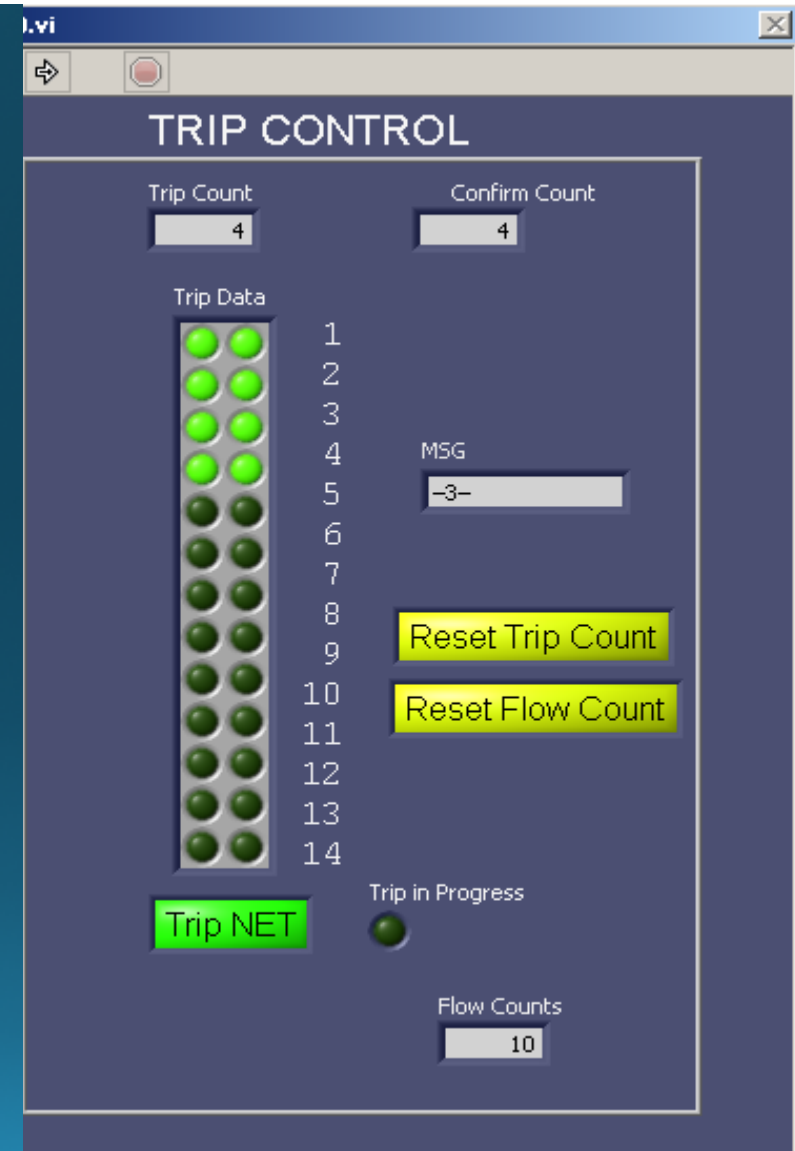 .vi
TRIP CONTROL
Trip Count
4
Confirm Count
4
Trip Data
1
2
3
4
5
6
7
8
9
10
11
12
13
14
MSG
–3–
Reset Trip Count
Reset Flow Count
Trip NET
Trip in Progress
Flow Counts
10